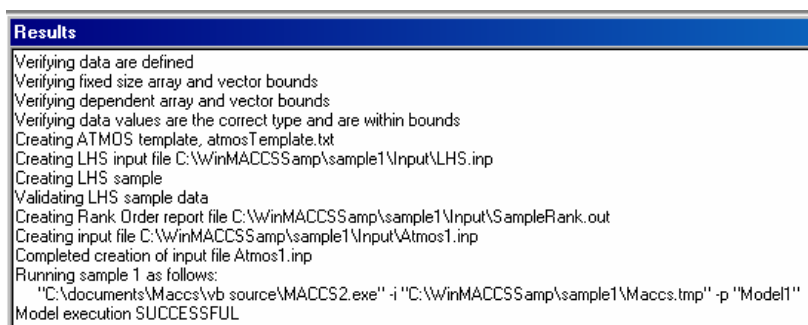 Results
Verifying data are defined
Verifying fixed size array and vector bounds
Verifying dependent array and vector bounds
Verifying data values are the correct type and are within bounds
Creating ATMOS template, atmosTemplate.txt
Creating LHS input file C:\WinMACCSSamp\sample1\Input\LHS.inp
Creating LHS sample
Validating LHS sample data
Creating Rank Order report file C:\WinMACCSSamp\sample1\Input\SampleRank.out
Creating input file C:\WinMACCSSamp\sample1\Input\Atmos1.inp
Completed creation of input file Atmos1.inp
Running sample 1 as follows:
"C:\documents\Maccs\vb source\MACCS2.exe" -i "C:\WinMACCSSamp\sample1\Maccs.tmp" -p "Model1"
Model execution SUCCESSFUL